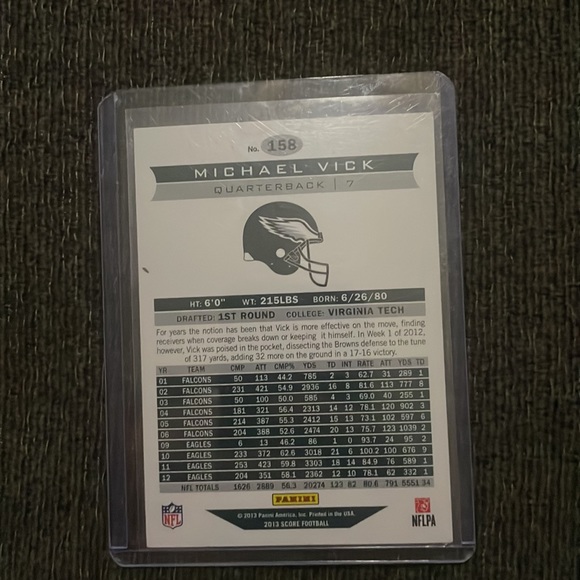 No. 158
MICHAEL VICK
QUARTERBACK | 7
HT: 6'0" WT: 215LBS BORN: 6/26/80
DRAFTED: 1ST ROUND COLLEGE: VIRGINIA TECH
For years the notion has been that Vick is more effective on the move, finding
receivers when coverage breaks down or keeping it himself. In Week 1 of 2012,
however, Vick was poised in the pocket, dissecting the Browns defense to the tune
of 317 yards, adding 32 more on the ground in a 17-16 victory.
YR TEAM CMP ATT CMP% YDS TD INT RATE ATT YDS TD
01 FALCONS 50 113 44.2 785 2 3 62.7 31 289 1
02 FALCONS 231 421 54.9 2936 16 8 81.6 113 777 8
03 FALCONS 50 100 50.0 585 4 3 69.0 40 255 1
04 FALCONS 181 321 56.4 2313 14 12 78.1 120 902 3
05 FALCONS 214 387 55.3 2412 15 13 73.1 102 597 6
06 FALCONS 204 388 52.6 2474 20 13 75.7 123 1039 2
09 EAGLES 6 13 46.2 86 1 0 93.7 24 95 2
10 EAGLES 233 372 62.6 3018 21 6 100.2 100 676 9
11 EAGLES 253 423 59.8 3303 18 14 84.9 76 589 1
12 EAGLES 204 351 58.1 2362 12 10 78.1 62 332 1
NFL TOTALS 1626 2889 56.3 20274 123 82 80.6 791 5551 34
PANINI
NFL
© 2013 Panini America, Inc. Printed in the USA.
2013 SCORE FOOTBALL
NFLPA